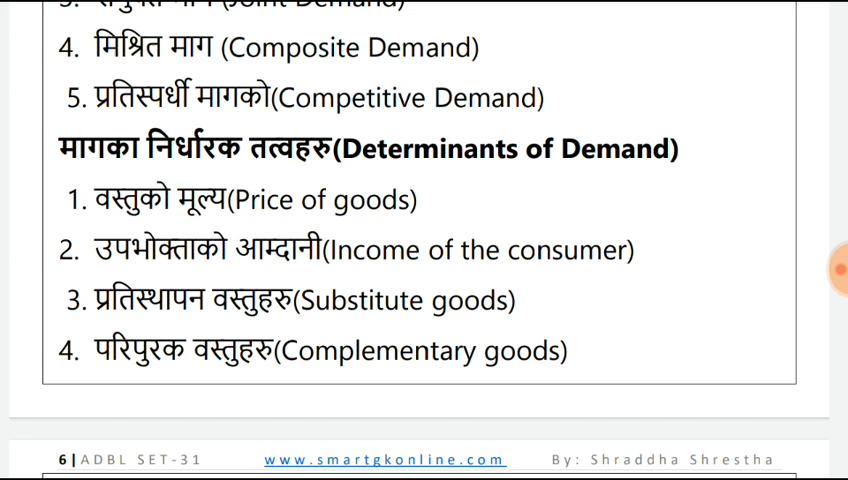 (Joint Demand)
4. मिश्रित माग (Composite Demand)
5. प्रतिस्पर्धी मागको(Competitive Demand)
मागका निर्धारक तत्वहरु(Determinants of Demand)
1. वस्तुको मूल्य(Price of goods)
2. उपभोक्ताको आम्दानी(Income of the consumer)
3. प्रतिस्थापन वस्तुहरु(Substitute goods)
4. परिपुरक वस्तुहरु(Complementary goods)
6|ADBL SET-31 www.smartgkonline.com By: Shraddha Shrestha